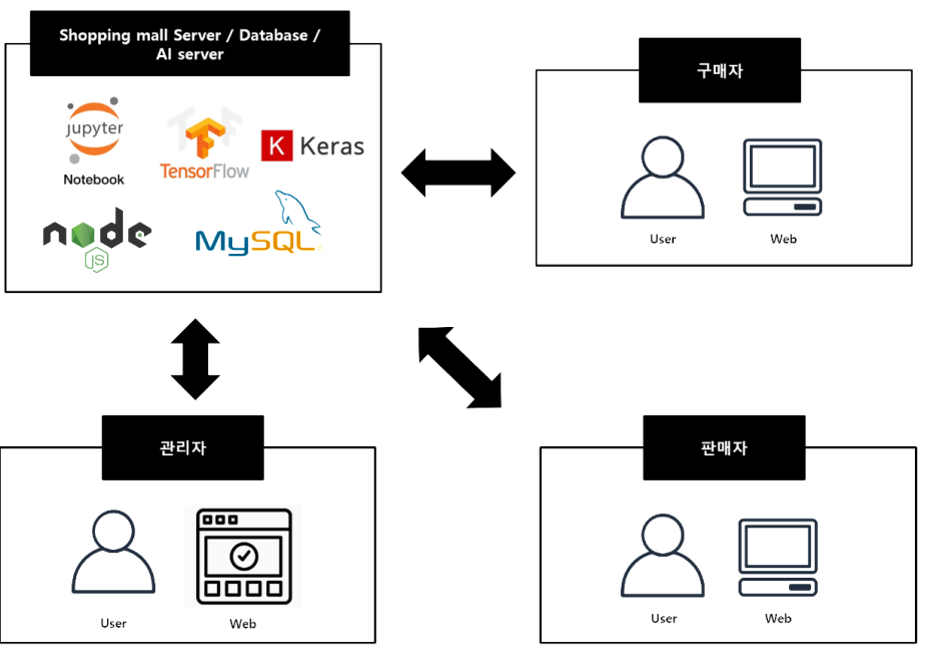 Shopping mall Server / Database /
AI server
jupyter
Notebook
TensorFlow
K Keras
node
JS
MySQL
구매자
User
Web
관리자
User
Web
판매자
User
Web